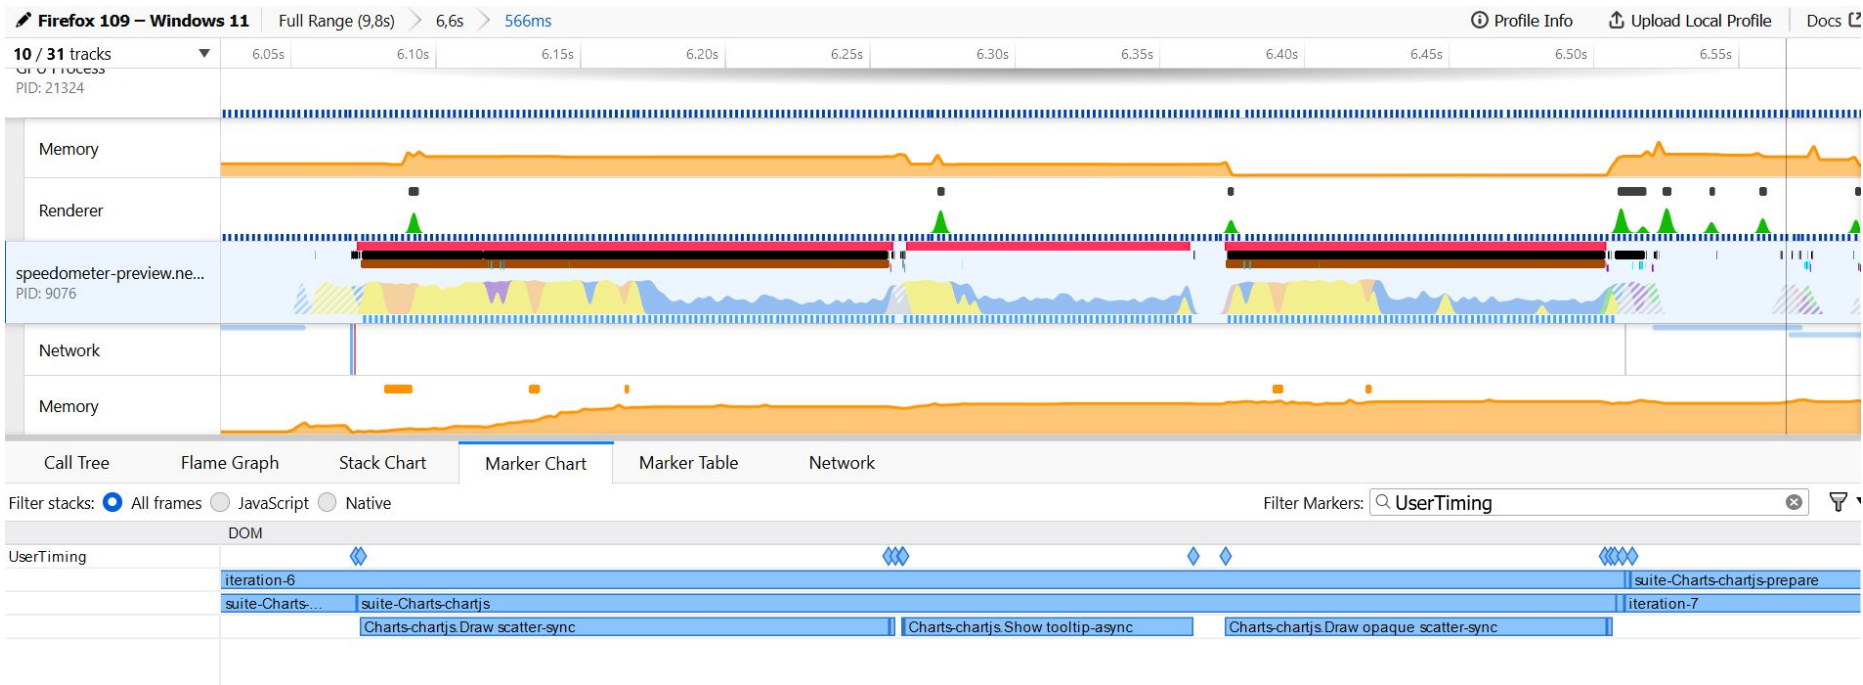 Firefox 109 – Windows 11 Full Range (9,8s) 6,6s 566ms Profile Info Upload Local Profile Docs
10 / 31 tracks 6.05s 6.10s 6.15s 6.20s 6.25s 6.30s 6.35s 6.40s 6.45s 6.50s 6.55s
GPU Process
PID: 21324
Memory
Renderer
speedometer-preview.ne...
PID: 9076
Network
Memory
Call Tree Flame Graph Stack Chart Marker Chart Marker Table Network
Filter stacks: All frames JavaScript Native Filter Markers: UserTiming
DOM
UserTiming
iteration-6 suite-Charts-chartjs-prepare
suite-Charts-... suite-Charts-chartjs iteration-7
Charts-chartjs.Draw scatter-sync Charts-chartjs.Show tooltip-async Charts-chartjs.Draw opaque scatter-sync